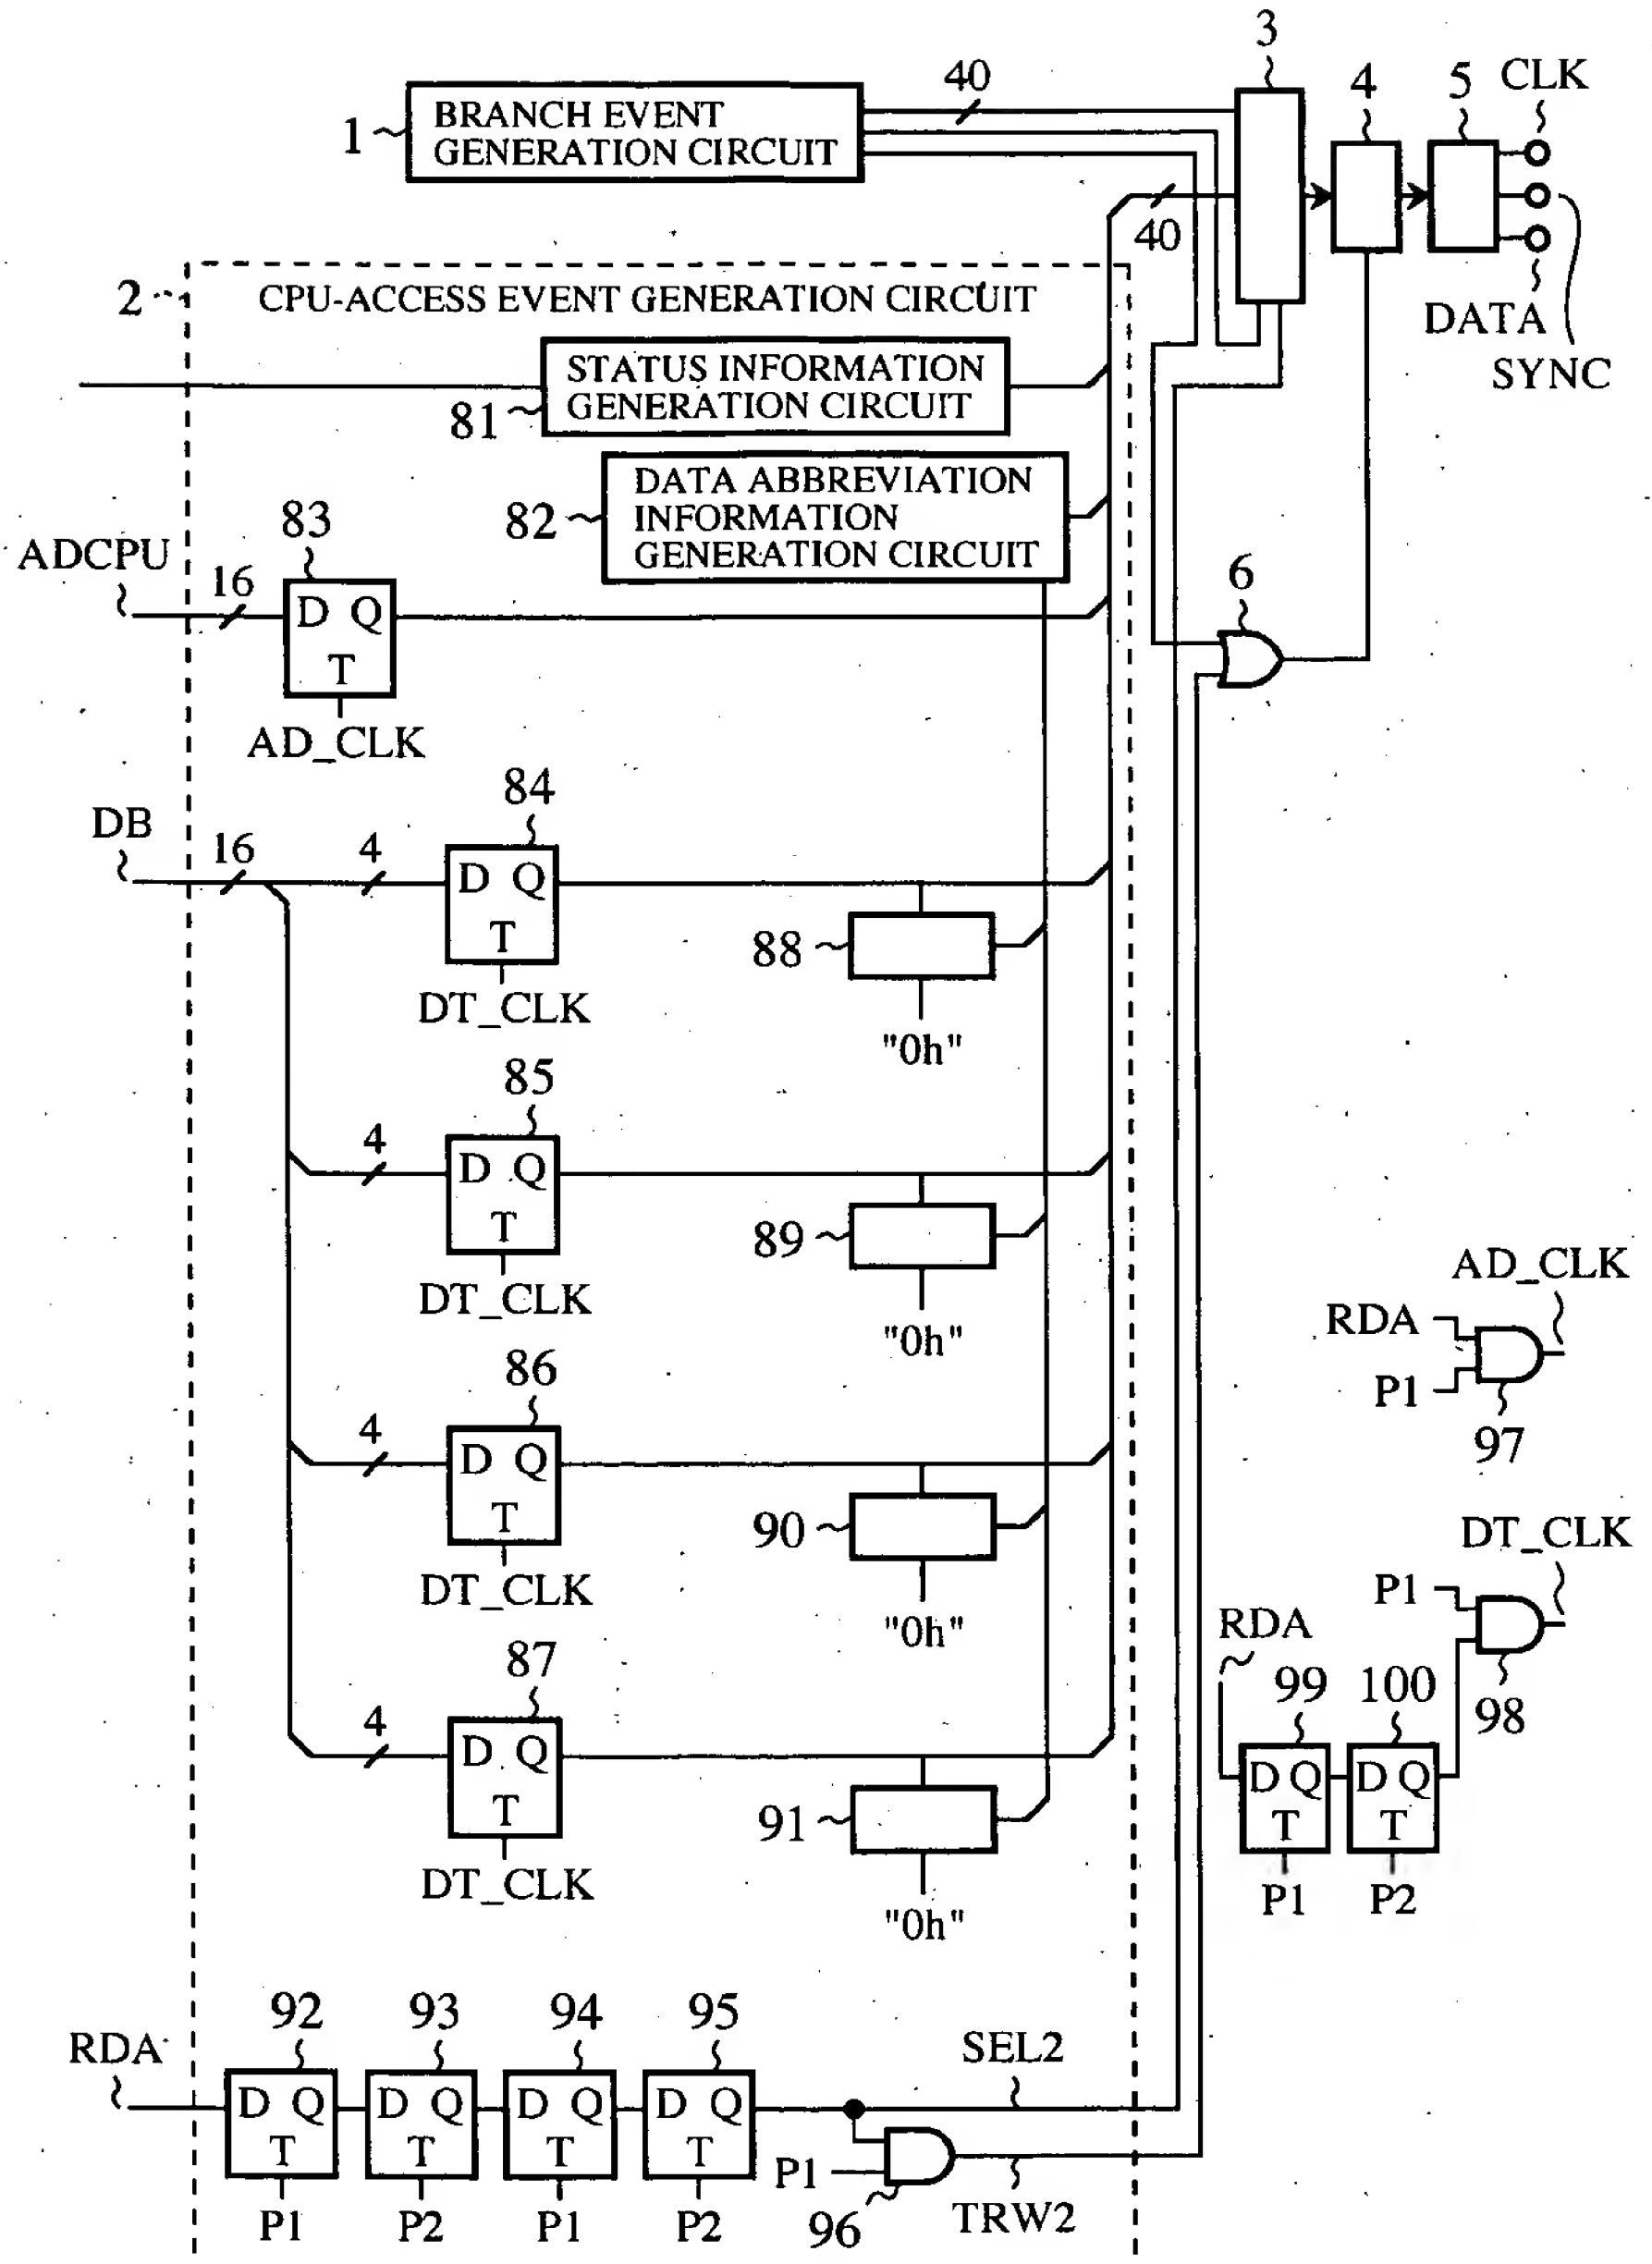 3
40
4
5
CLK
1
BRANCH EVENT
GENERATION CIRCUIT
40
DATA
SYNC
2
CPU-ACCESS EVENT GENERATION CIRCUIT
STATUS INFORMATION
GENERATION CIRCUIT
81
DATA ABBREVIATION
INFORMATION
GENERATION CIRCUIT
82
83
ADCPU
16
D Q
T
AD_CLK
6
84
DB
16
4
D Q
T
DT_CLK
88
"0h"
85
4
D Q
T
DT_CLK
89
"0h"
AD_CLK
RDA
P1
97
86
4
D Q
T
DT_CLK
90
"0h"
DT_CLK
P1
98
RDA
99
100
D Q
T
P1
D Q
T
P2
87
4
D Q
T
DT_CLK
91
"0h"
92
93
94
95
RDA
D Q
T
P1
D Q
T
P2
D Q
T
P1
D Q
T
P2
SEL2
P1
96
TRW2